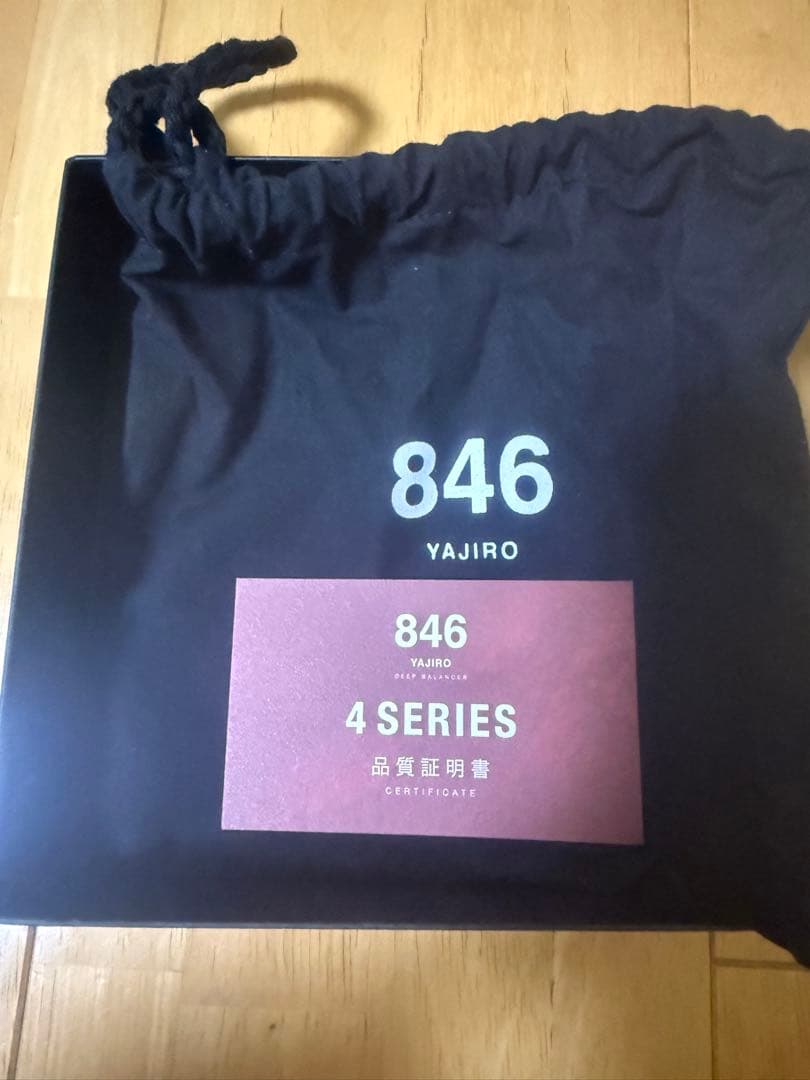 846
YAJIRO
846
YAJIRO
DEEP BALANCER
4 SERIES
品質証明書
CERTIFICATE